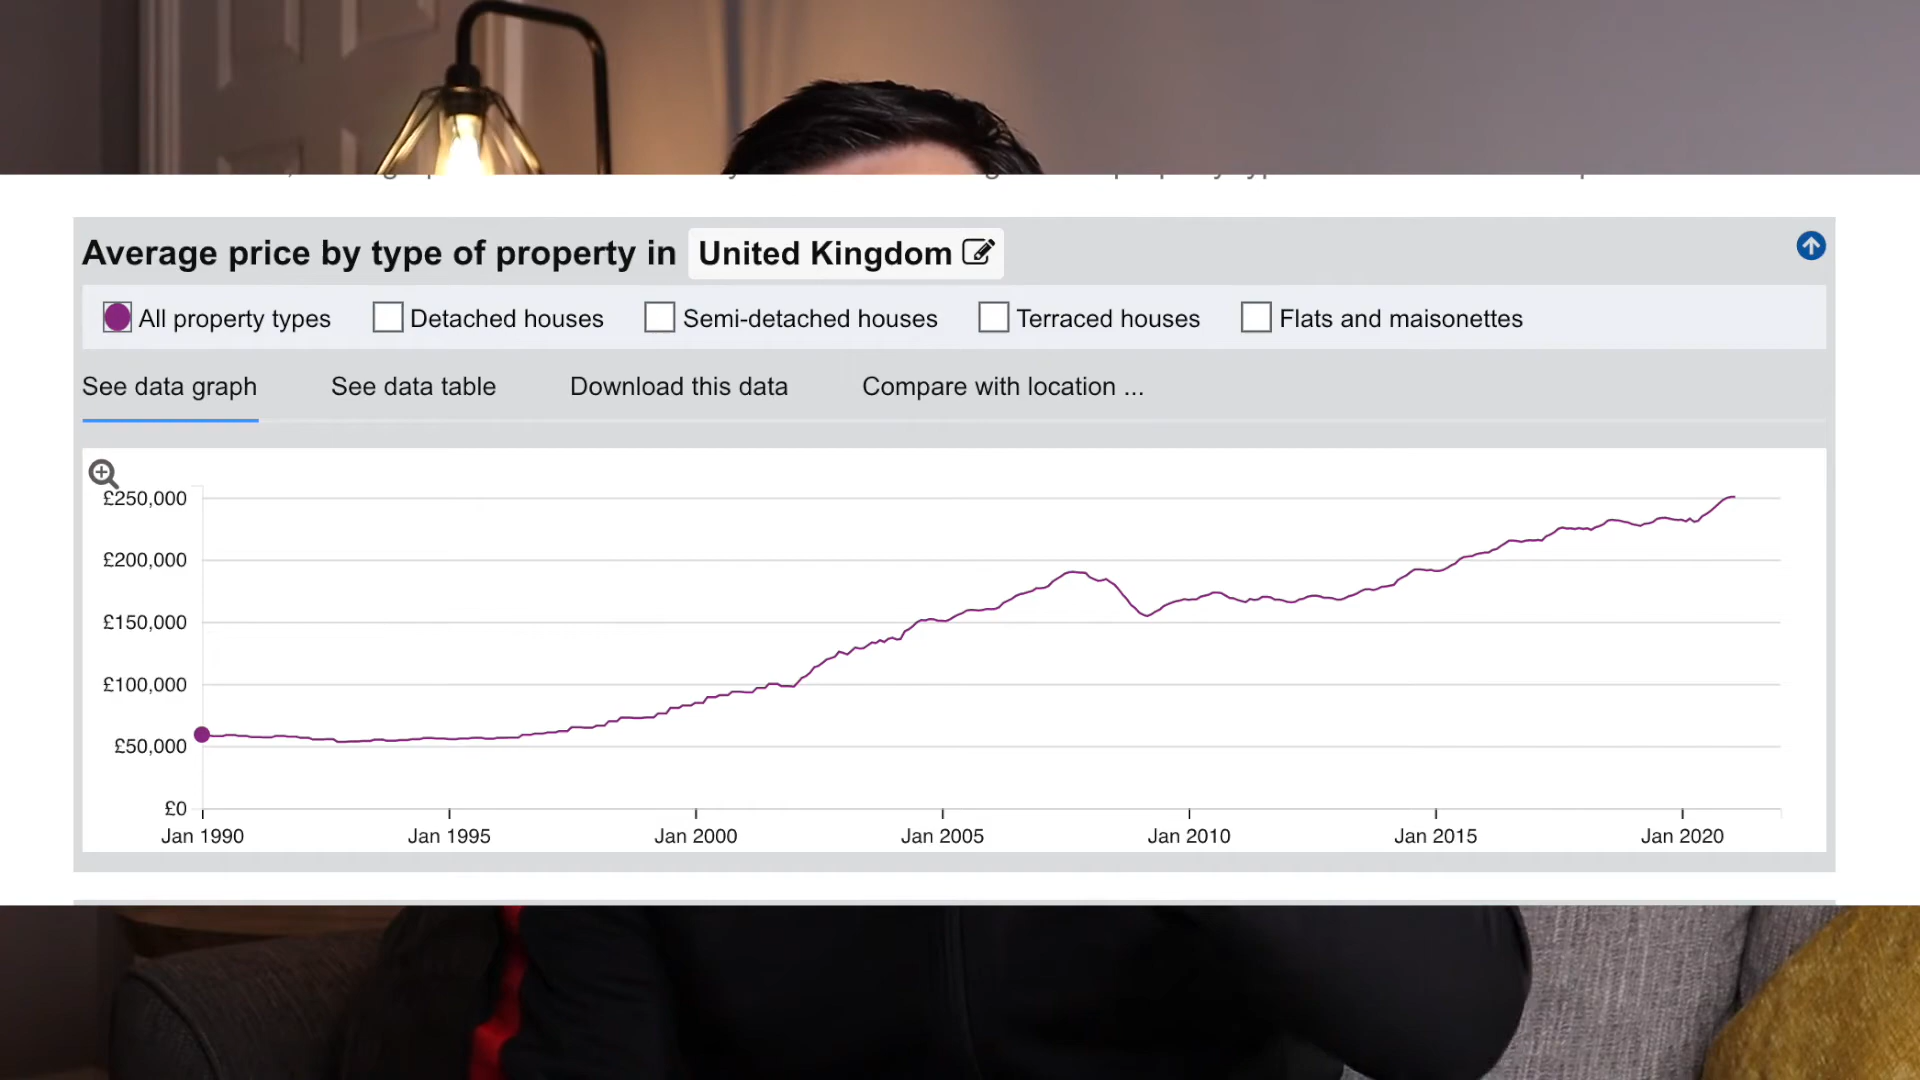 Average price by type of property in United Kingdom
All property types Detached houses Semi-detached houses Terraced houses Flats and maisonettes
See data graph See data table Download this data Compare with location ...
£250,000
£200,000
£150,000
£100,000
£50,000
£0
Jan 1990 Jan 1995 Jan 2000 Jan 2005 Jan 2010 Jan 2015 Jan 2020